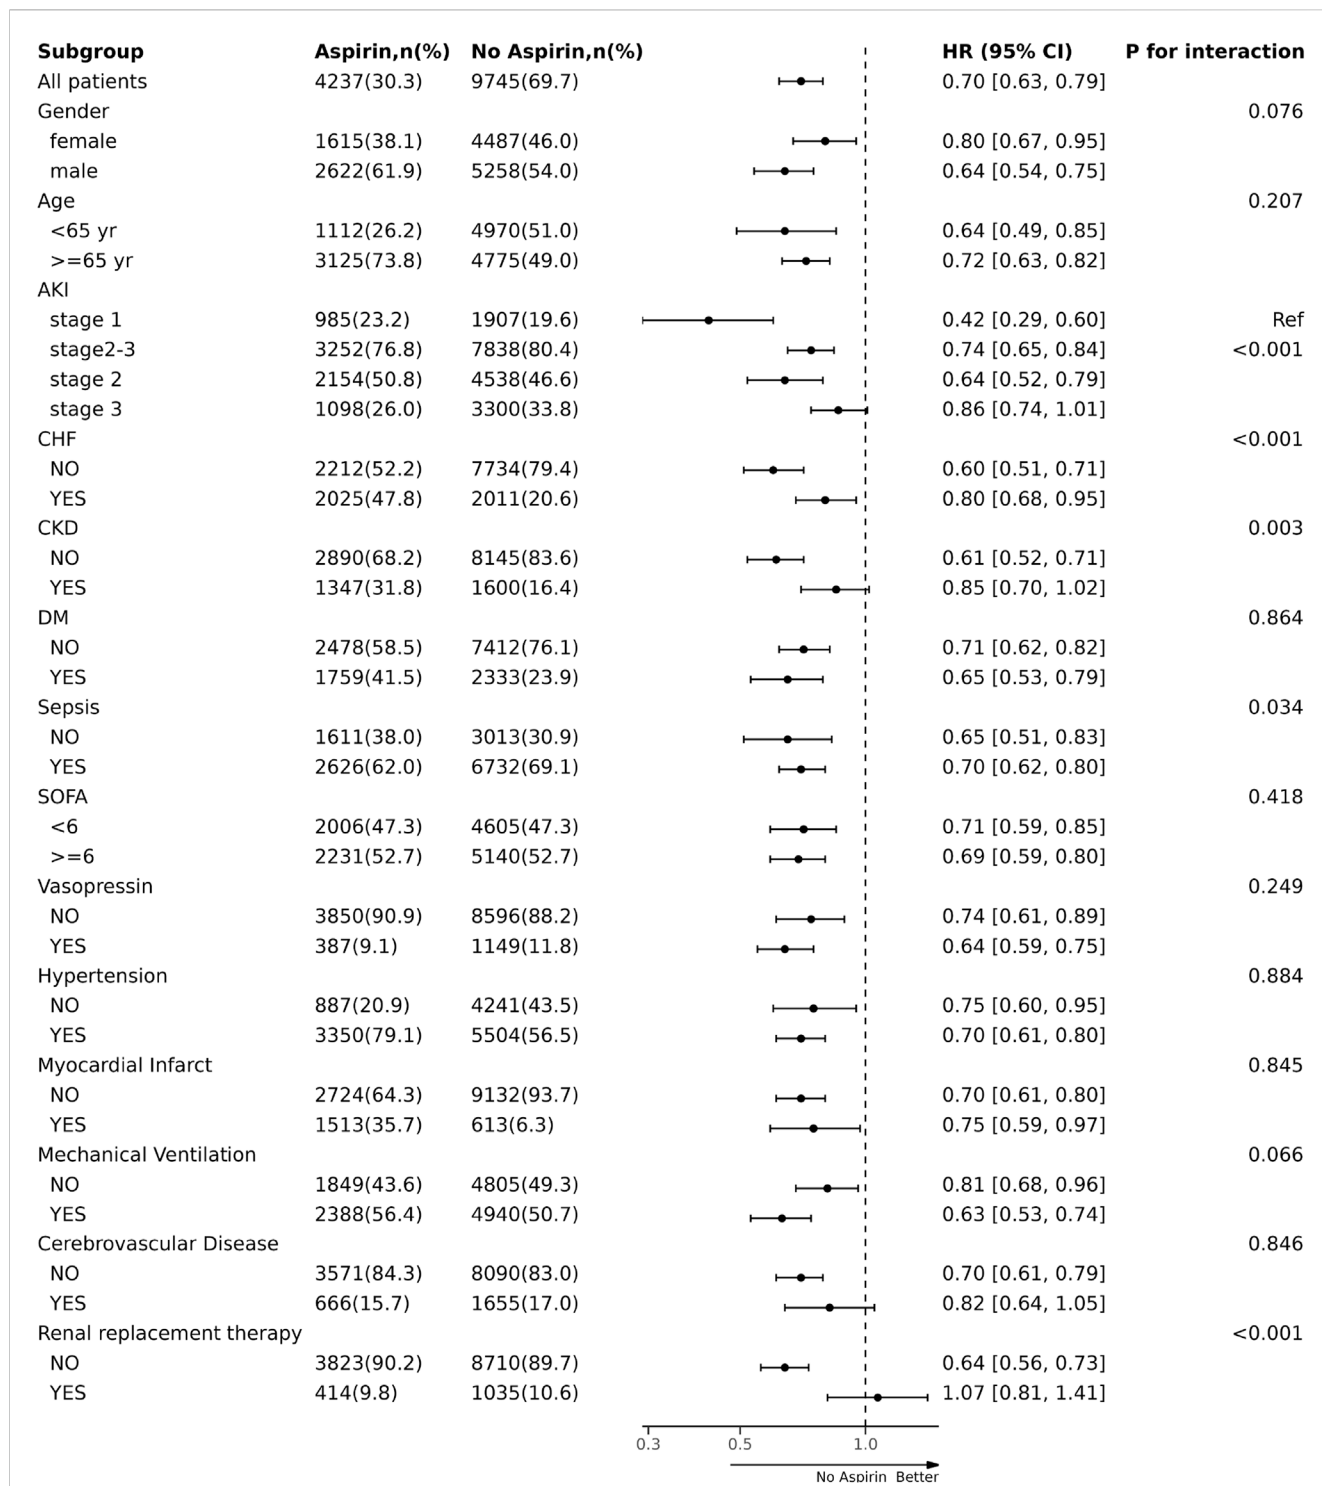 Subgroup Aspirin,n(%) No Aspirin,n(%) HR (95% CI) P for interaction
All patients 4237(30.3) 9745(69.7) 0.70 [0.63, 0.79]
Gender 0.076
female 1615(38.1) 4487(46.0) 0.80 [0.67, 0.95]
male 2622(61.9) 5258(54.0) 0.64 [0.54, 0.75]
Age 0.207
<65 yr 1112(26.2) 4970(51.0) 0.64 [0.49, 0.85]
>=65 yr 3125(73.8) 4775(49.0) 0.72 [0.63, 0.82]
AKI
stage 1 985(23.2) 1907(19.6) 0.42 [0.29, 0.60] Ref
stage2-3 3252(76.8) 7838(80.4) 0.74 [0.65, 0.84] <0.001
stage 2 2154(50.8) 4538(46.6) 0.64 [0.52, 0.79]
stage 3 1098(26.0) 3300(33.8) 0.86 [0.74, 1.01]
CHF <0.001
NO 2212(52.2) 7734(79.4) 0.60 [0.51, 0.71]
YES 2025(47.8) 2011(20.6) 0.80 [0.68, 0.95]
CKD 0.003
NO 2890(68.2) 8145(83.6) 0.61 [0.52, 0.71]
YES 1347(31.8) 1600(16.4) 0.85 [0.70, 1.02]
DM 0.864
NO 2478(58.5) 7412(76.1) 0.71 [0.62, 0.82]
YES 1759(41.5) 2333(23.9) 0.65 [0.53, 0.79]
Sepsis 0.034
NO 1611(38.0) 3013(30.9) 0.65 [0.51, 0.83]
YES 2626(62.0) 6732(69.1) 0.70 [0.62, 0.80]
SOFA 0.418
<6 2006(47.3) 4605(47.3) 0.71 [0.59, 0.85]
>=6 2231(52.7) 5140(52.7) 0.69 [0.59, 0.80]
Vasopressin 0.249
NO 3850(90.9) 8596(88.2) 0.74 [0.61, 0.89]
YES 387(9.1) 1149(11.8) 0.64 [0.59, 0.75]
Hypertension 0.884
NO 887(20.9) 4241(43.5) 0.75 [0.60, 0.95]
YES 3350(79.1) 5504(56.5) 0.70 [0.61, 0.80]
Myocardial Infarct 0.845
NO 2724(64.3) 9132(93.7) 0.70 [0.61, 0.80]
YES 1513(35.7) 613(6.3) 0.75 [0.59, 0.97]
Mechanical Ventilation 0.066
NO 1849(43.6) 4805(49.3) 0.81 [0.68, 0.96]
YES 2388(56.4) 4940(50.7) 0.63 [0.53, 0.74]
Cerebrovascular Disease 0.846
NO 3571(84.3) 8090(83.0) 0.70 [0.61, 0.79]
YES 666(15.7) 1655(17.0) 0.82 [0.64, 1.05]
Renal replacement therapy <0.001
NO 3823(90.2) 8710(89.7) 0.64 [0.56, 0.73]
YES 414(9.8) 1035(10.6) 1.07 [0.81, 1.41]
0.3 0.5 1.0
No Aspirin Better